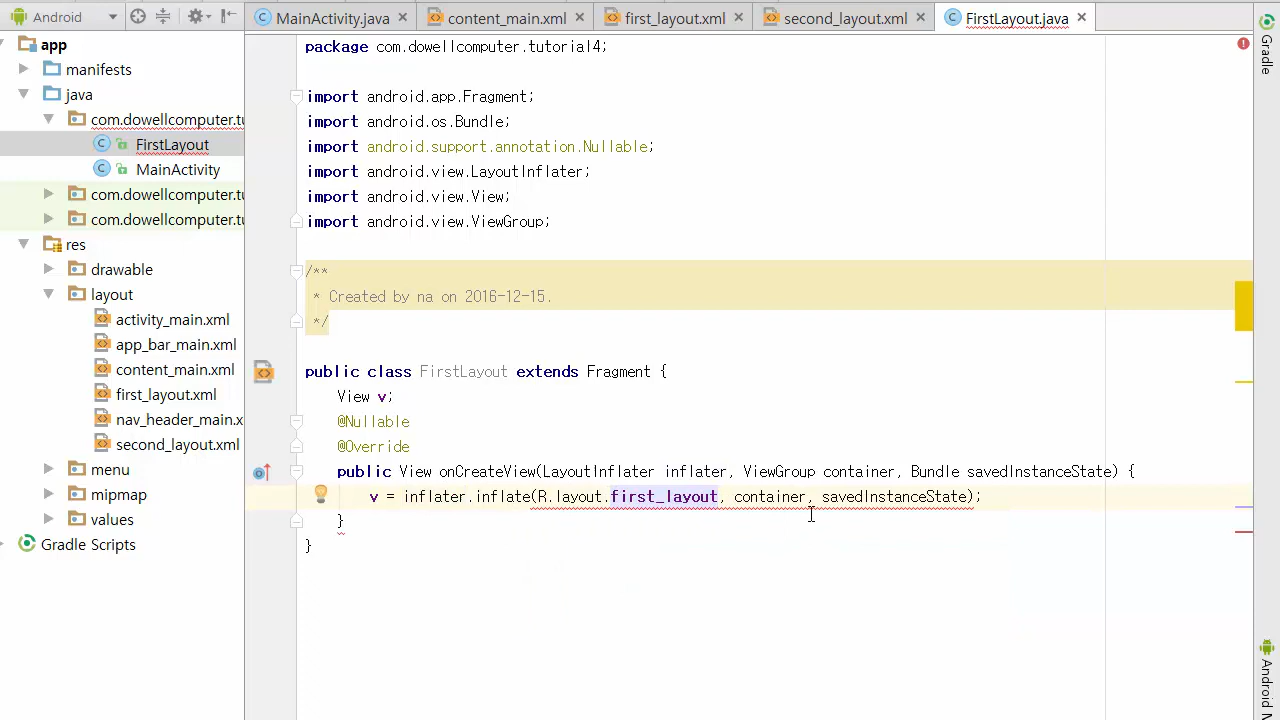 Android
MainActivity.java
content_main.xml
first_layout.xml
second_layout.xml
FirstLayout.java
app
manifests
java
com.dowellcomputer.tu
FirstLayout
MainActivity
com.dowellcomputer.tu
com.dowellcomputer.tu
res
drawable
layout
activity_main.xml
app_bar_main.xml
content_main.xml
first_layout.xml
nav_header_main.x
second_layout.xml
menu
mipmap
values
Gradle Scripts
package com.dowellcomputer.tutorial4;
import android.app.Fragment;
import android.os.Bundle;
import android.support.annotation.Nullable;
import android.view.LayoutInflater;
import android.view.View;
import android.view.ViewGroup;
/**
* Created by na on 2016-12-15.
*/
public class FirstLayout extends Fragment {
View v;
@Nullable
@Override
public View onCreateView(LayoutInflater inflater, ViewGroup container, Bundle savedInstanceState) {
v = inflater.inflate(R.layout.first_layout, container, savedInstanceState);
}
}
Gradle
Android M